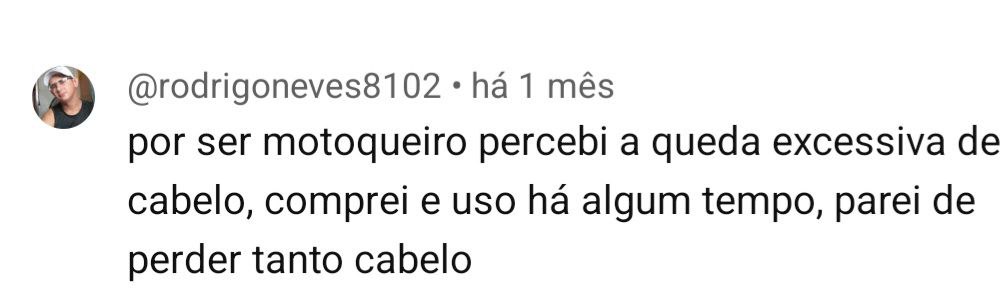 @rodrigoneves8102 • há 1 mês
por ser motoqueiro percebi a queda excessiva de
cabelo, comprei e uso há algum tempo, parei de
perder tanto cabelo